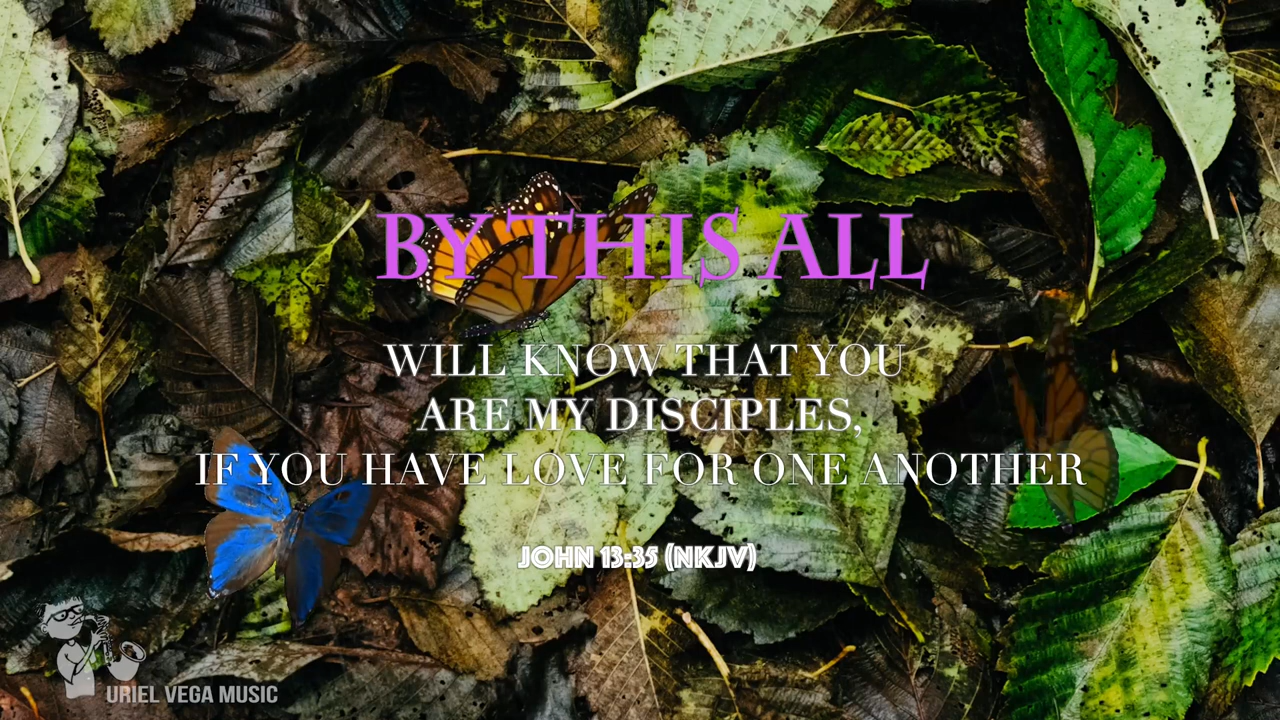 BY THIS ALL
WILL KNOW THAT YOU
ARE MY DISCIPLES,
IF YOU HAVE LOVE FOR ONE ANOTHER
JOHN 13:35 (NKJV)
URIEL VEGA MUSIC